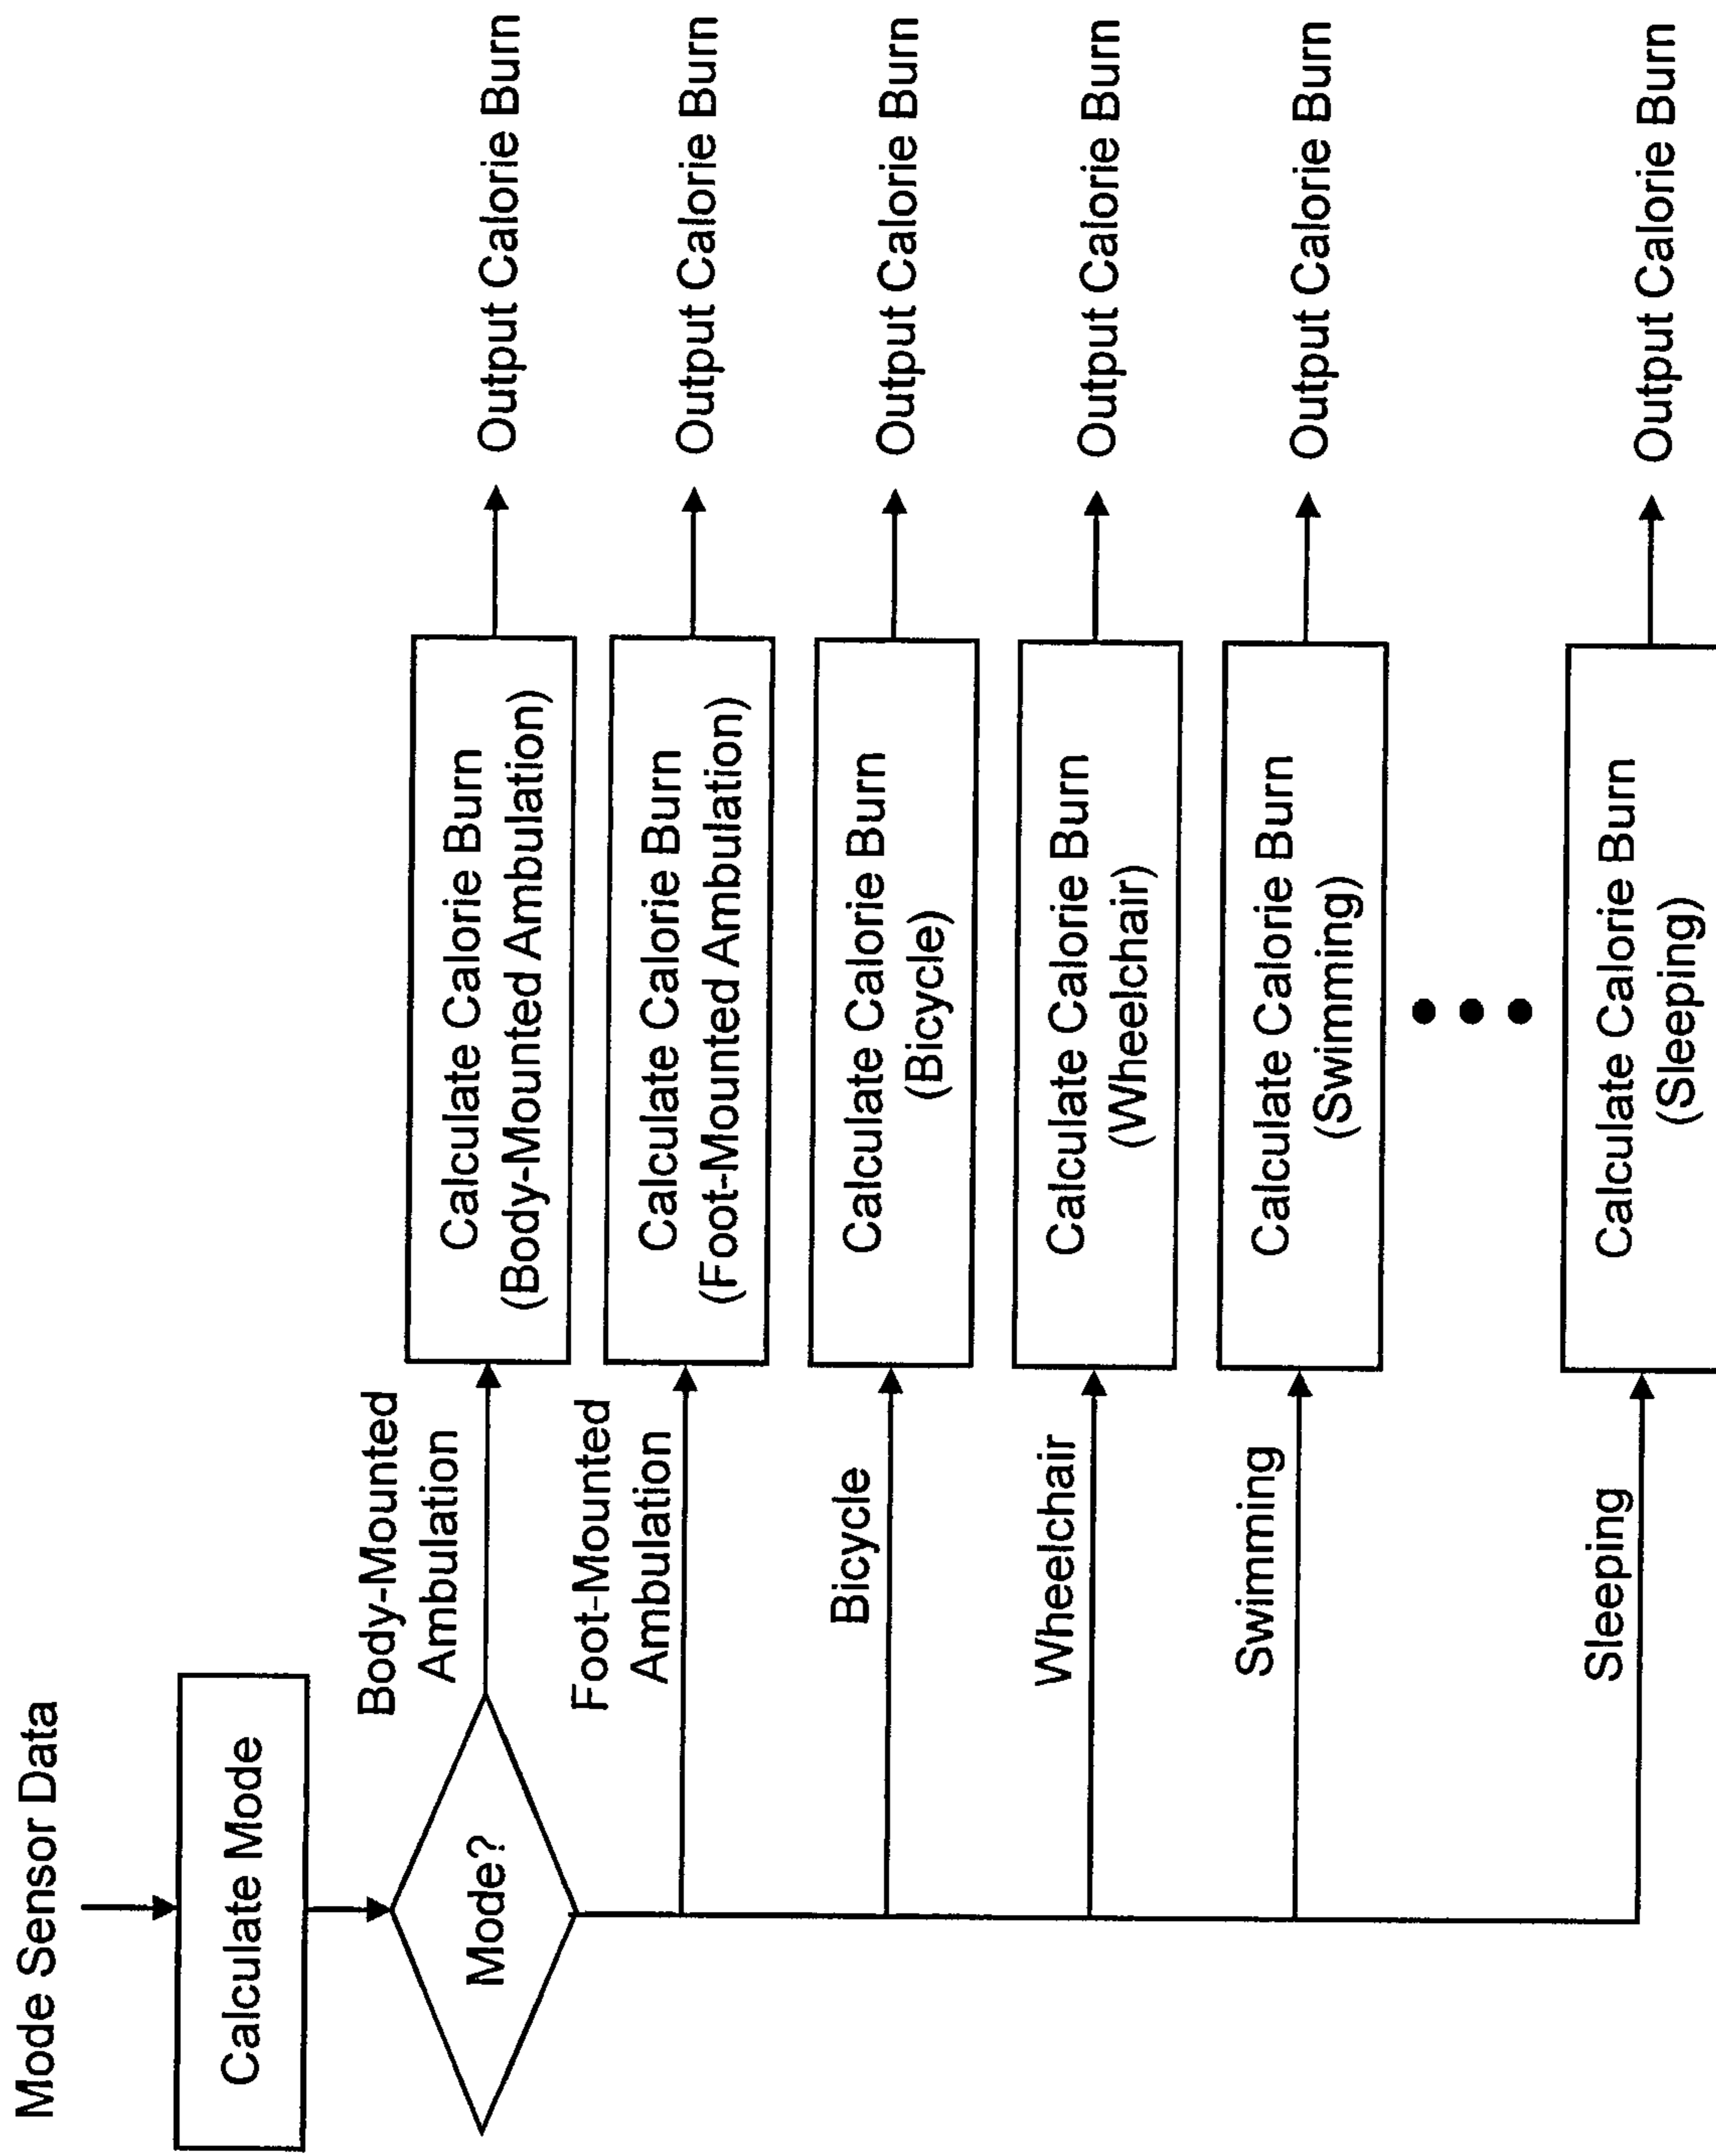 Mode Sensor Data
Calculate Mode
Mode?
Body-Mounted
Ambulation
Calculate Calorie Burn
(Body-Mounted Ambulation)
Output Calorie Burn
Foot-Mounted
Ambulation
Calculate Calorie Burn
(Foot-Mounted Ambulation)
Output Calorie Burn
Bicycle
Calculate Calorie Burn
(Bicycle)
Output Calorie Burn
Wheelchair
Calculate Calorie Burn
(Wheelchair)
Output Calorie Burn
Swimming
Calculate Calorie Burn
(Swimming)
Output Calorie Burn
Sleeping
Calculate Calorie Burn
(Sleeping)
Output Calorie Burn